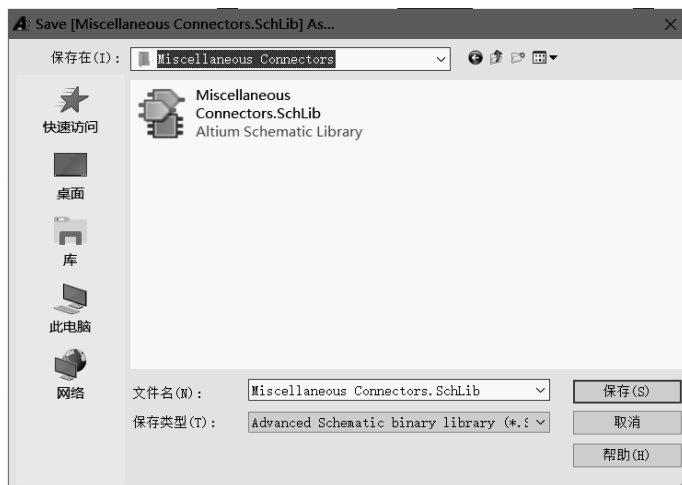 Save [Miscellaneous Connectors.SchLib] As...
保存在(I):
Miscellaneous Connectors
Miscellaneous
Connectors.SchLib
Altium Schematic Library
快速访问
桌面
库
此电脑
网络
文件名(N):
Miscellaneous Connectors.SchLib
保存(S)
保存类型(T):
Advanced Schematic binary library (*.S
取消
帮助(H)